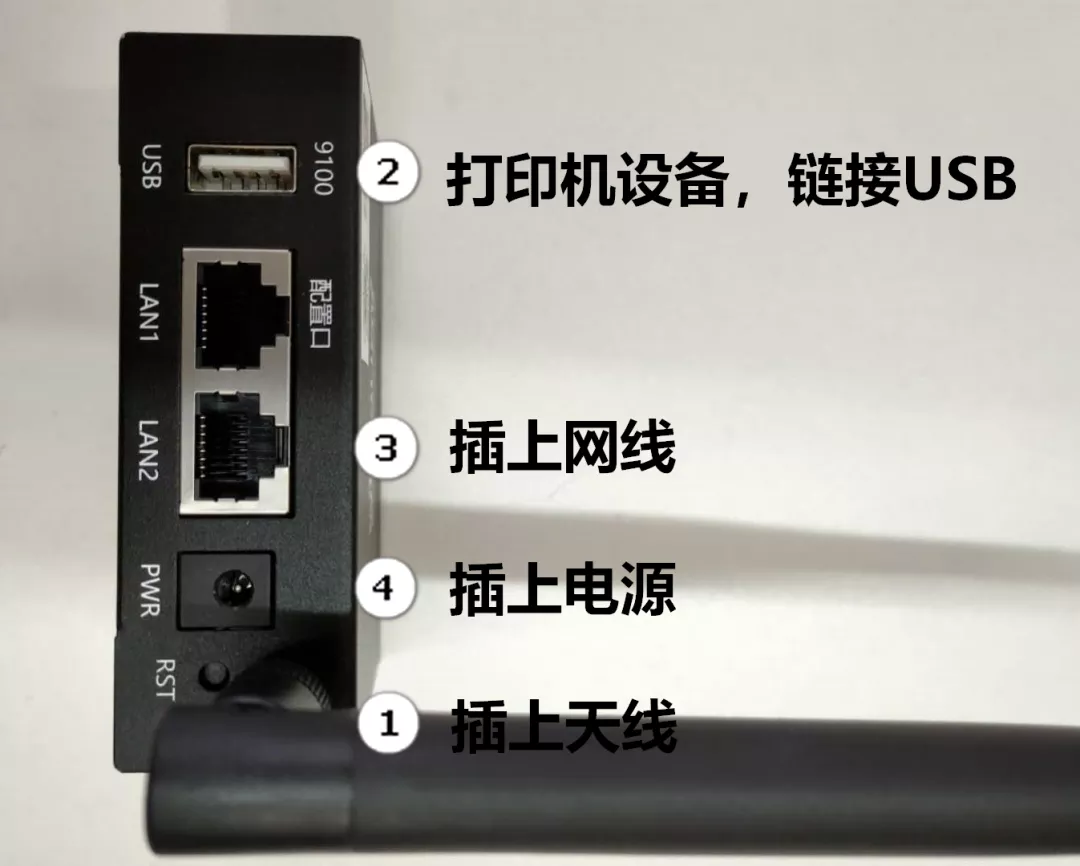 USB
9100
② 打印机设备，链接USB
LAN1
配置口
LAN2
③ 插上网线
PWR
④ 插上电源
RST
① 插上天线